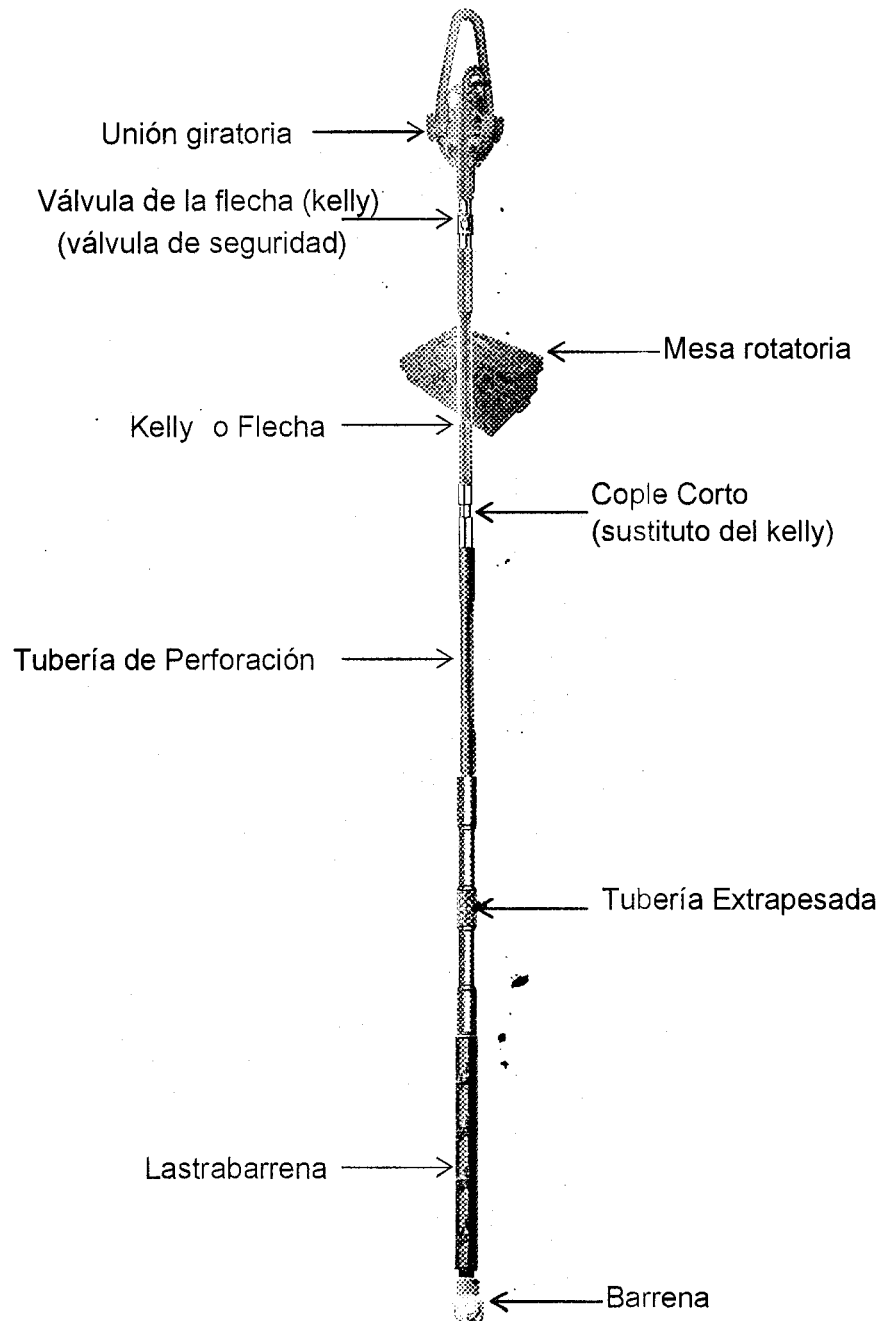 Unión giratoria
Válvula de la flecha (kelly)
(válvula de seguridad)
Mesa rotatoria
Kelly o Flecha
Cople Corto
(sustituto del kelly)
Tubería de Perforación
Tubería Extrapesada
Lastrabarrena
Barrena